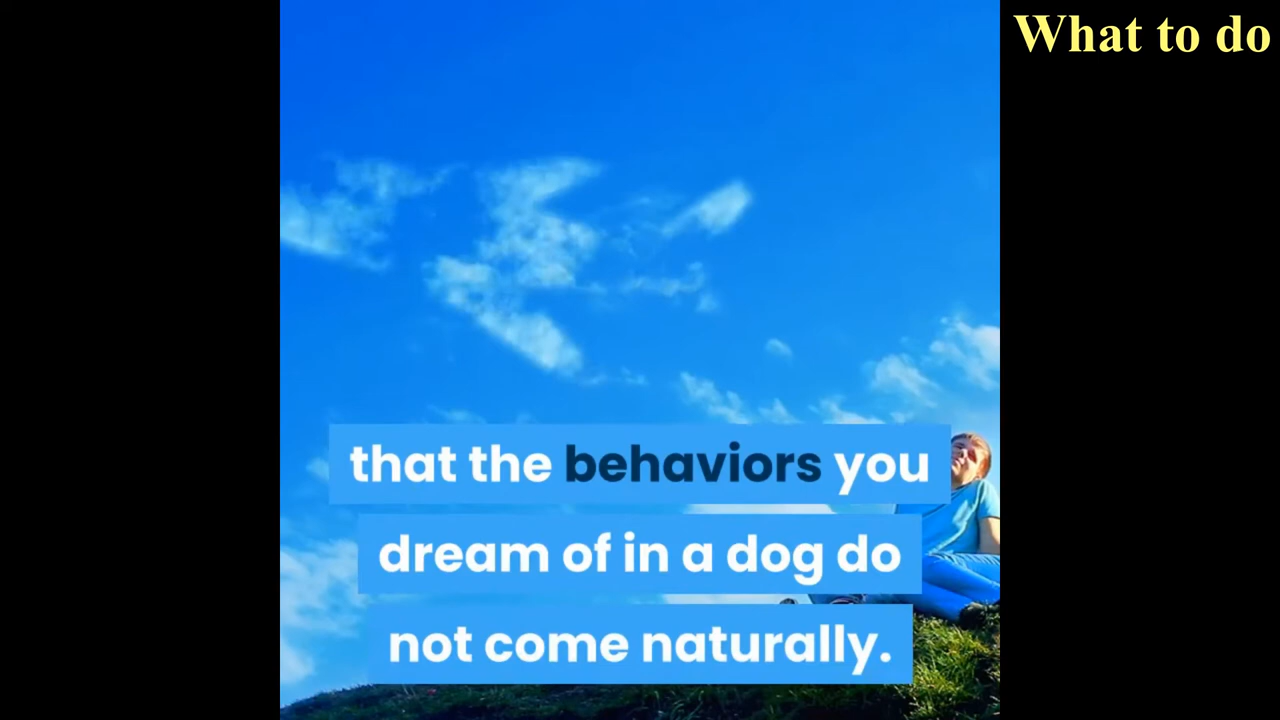 What to do
that the behaviors you
dream of in a dog do
not come naturally.